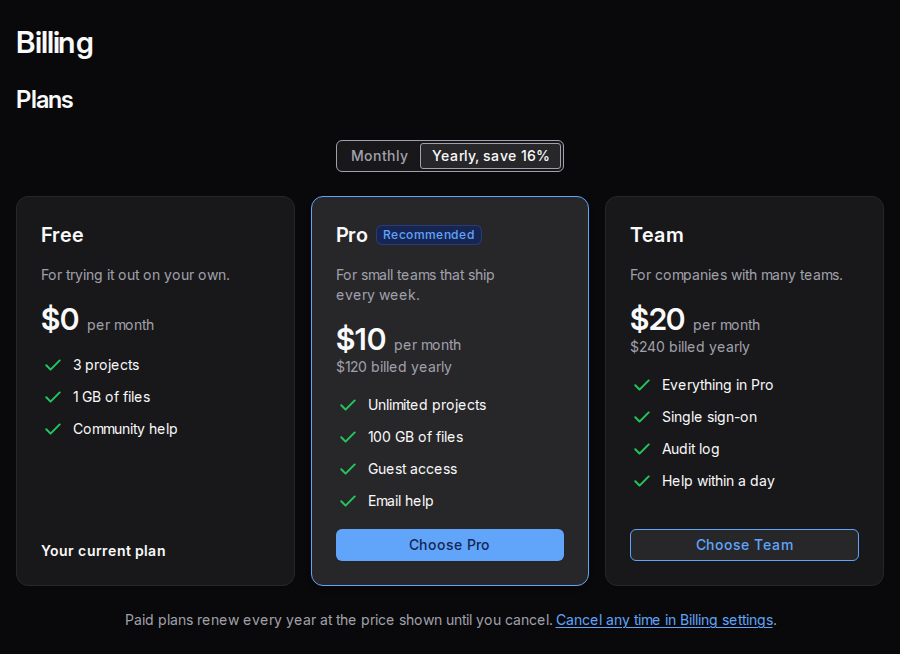 Billing
Plans
Monthly
Yearly, save 16%
Free
For trying it out on your own.
$0 per month
3 projects
1 GB of files
Community help
Your current plan
Pro
Recommended
For small teams that ship
every week.
$10 per month
$120 billed yearly
Unlimited projects
100 GB of files
Guest access
Email help
Choose Pro
Team
For companies with many teams.
$20 per month
$240 billed yearly
Everything in Pro
Single sign-on
Audit log
Help within a day
Choose Team
Paid plans renew every year at the price shown until you cancel. Cancel any time in Billing settings.